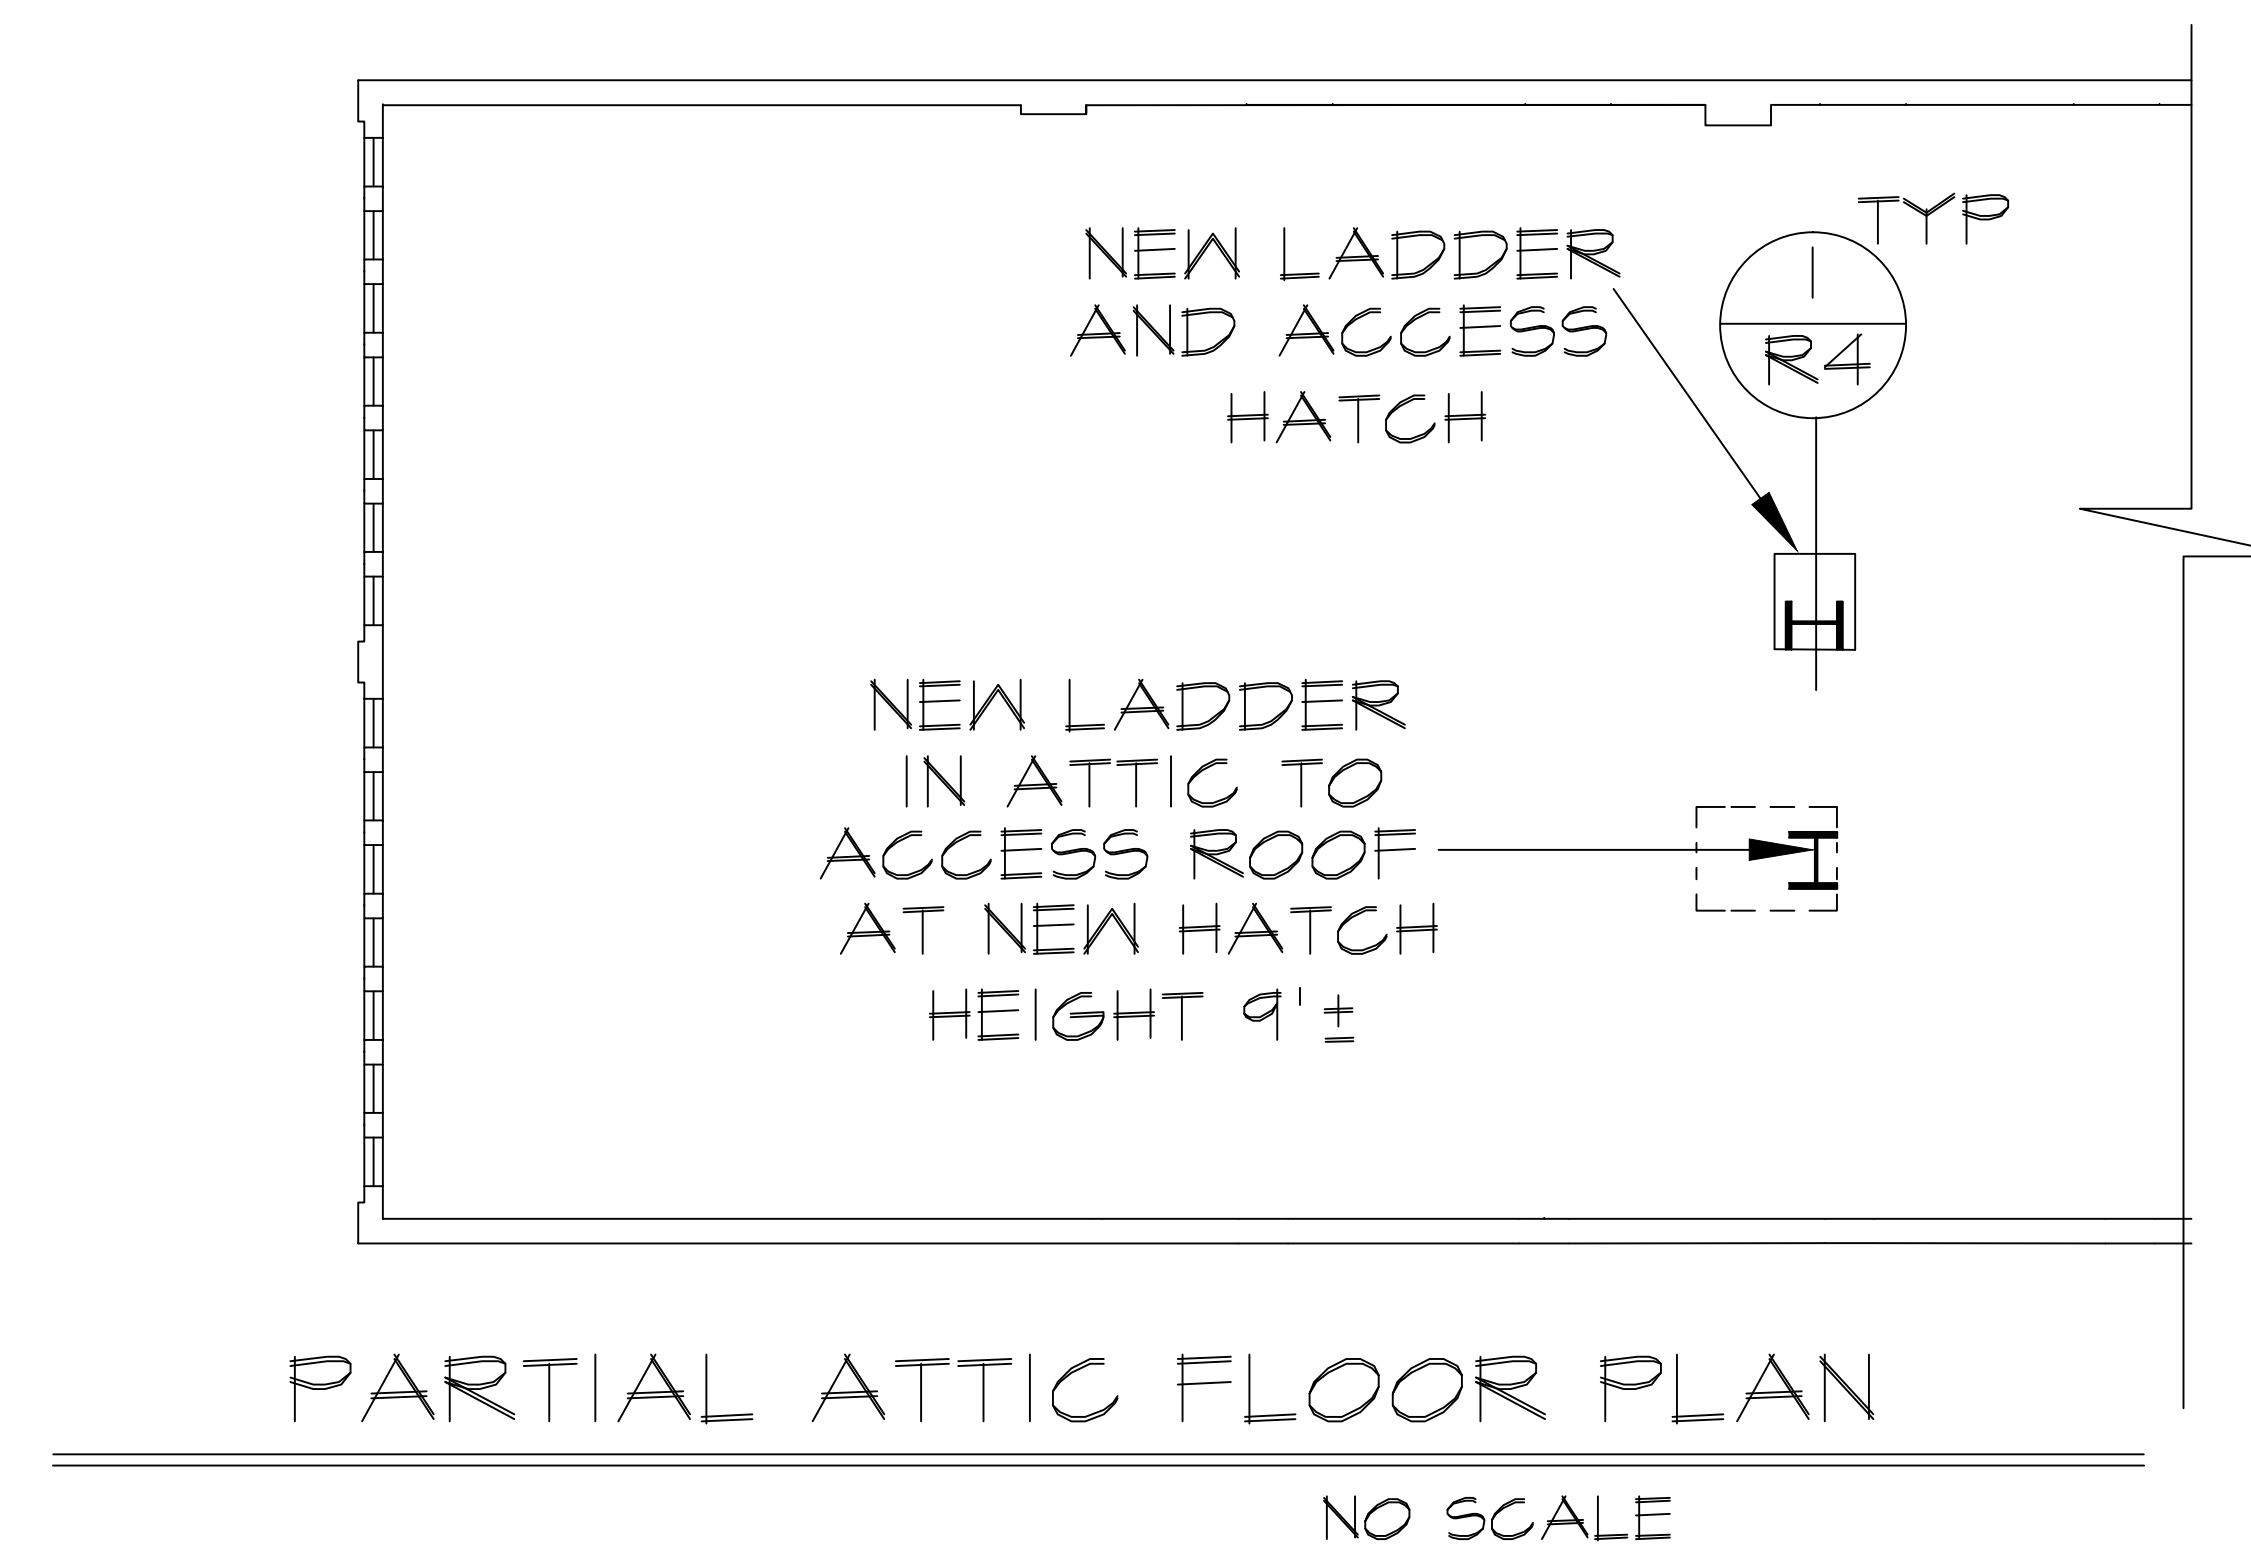 TYP
NEW LADDER
AND ACCESS
HATCH
1
R4
NEW LADDER
IN ATTIC TO
ACCESS ROOF
AT NEW HATCH
HEIGHT 9'±
PARTIAL ATTIC FLOOR PLAN
NO SCALE